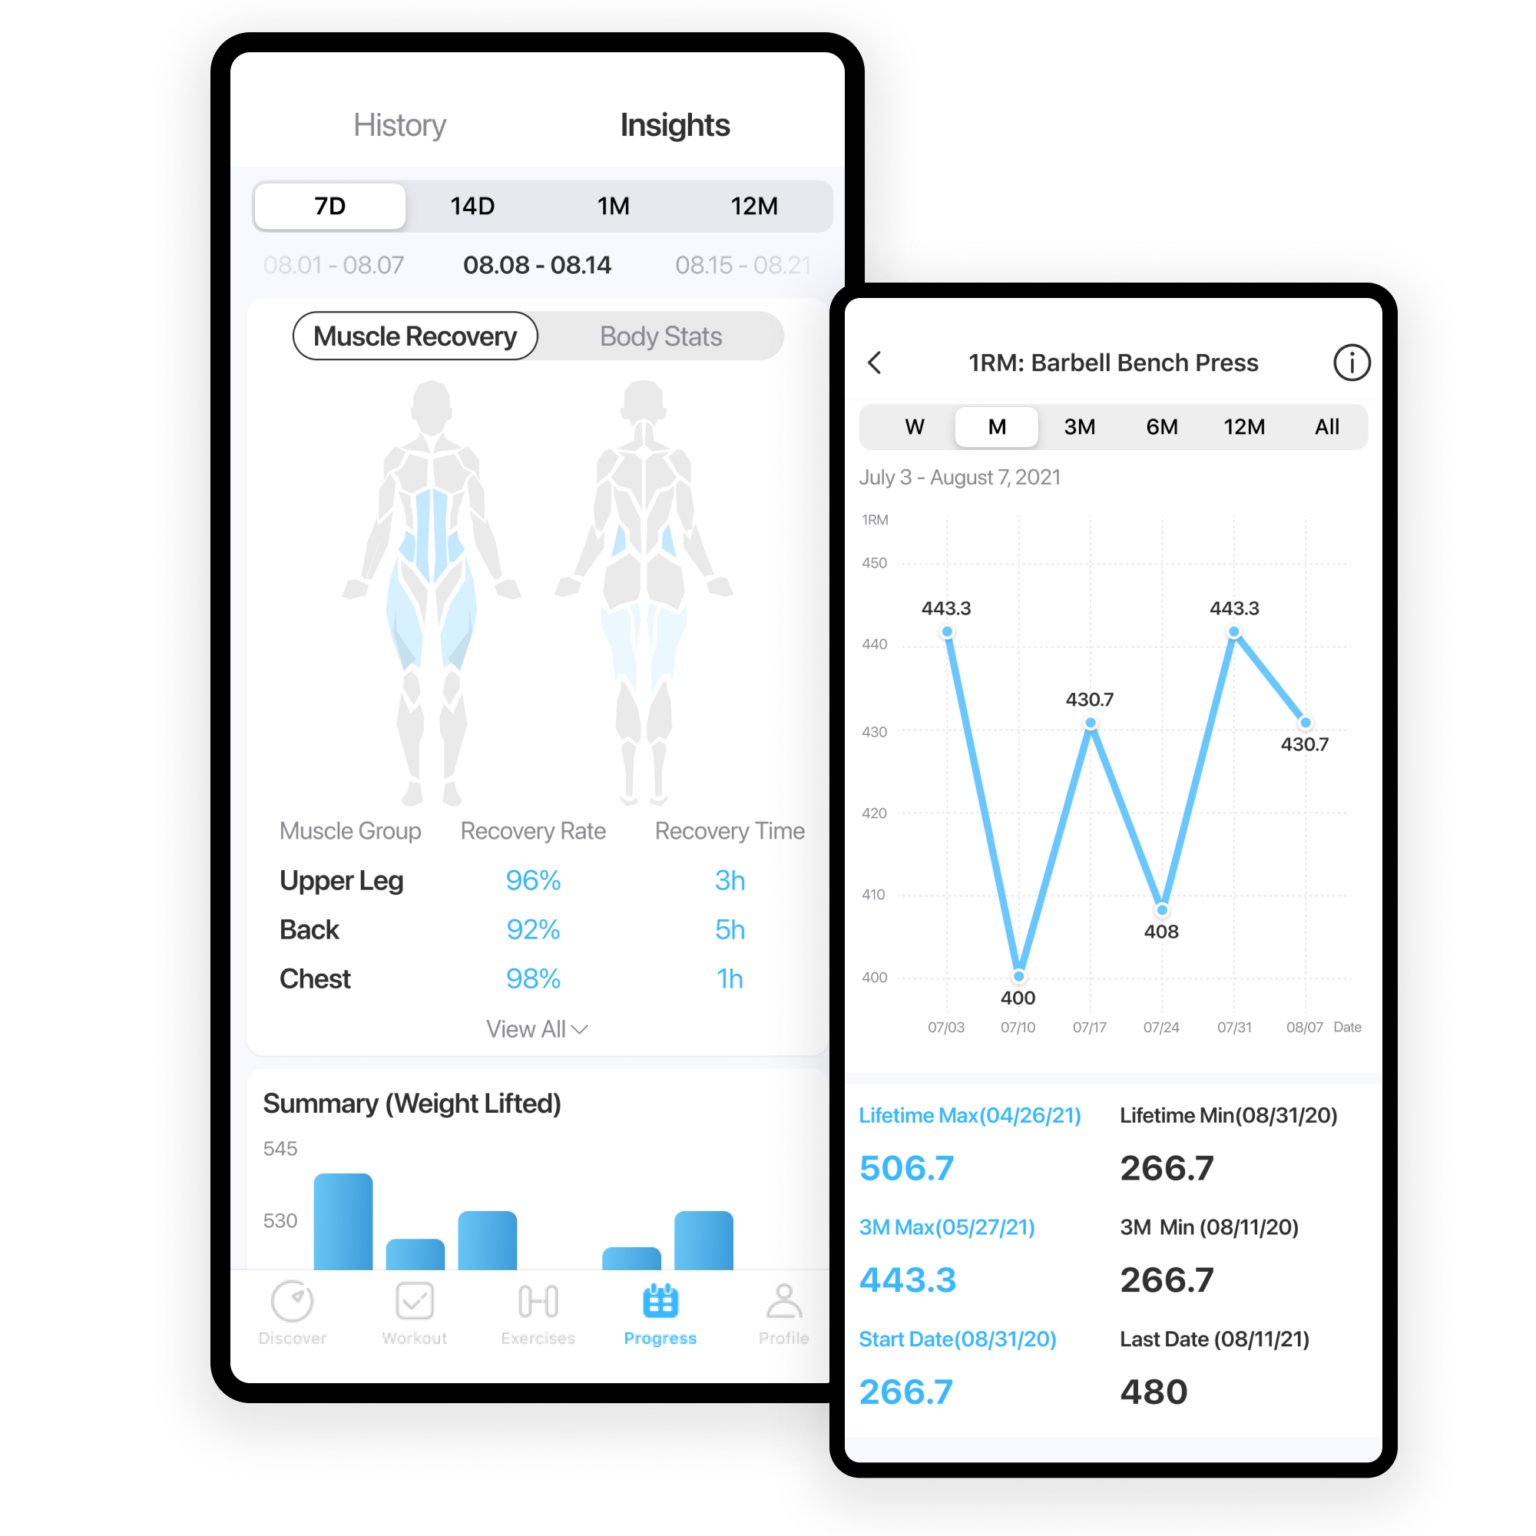 History Insights
7D 14D 1M 12M
08.01 - 08.07 08.08 - 08.14 08.15 - 08.21
Muscle Recovery Body Stats
Muscle Group Recovery Rate Recovery Time
Upper Leg 96% 3h
Back 92% 5h
Chest 98% 1h
View All
Summary (Weight Lifted)
545
530
Discover Workout Exercises Progress Profile
1RM: Barbell Bench Press
W M 3M 6M 12M All
July 3 - August 7, 2021
1RM
450
443.3 443.3
440
430.7
430
430.7
420
410
408
400
400
07/03 07/10 07/17 07/24 07/31 08/07 Date
Lifetime Max(04/26/21) Lifetime Min(08/31/20)
506.7 266.7
3M Max(05/27/21) 3M Min (08/11/20)
443.3 266.7
Start Date(08/31/20) Last Date (08/11/21)
266.7 480